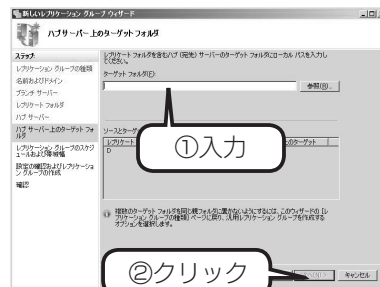 新しいレプリケーション グループ ウィザード
ハブサーバー上のターゲット フォルダ
ステップ:
レプリケーション グループの種類
名前およびドメイン
ブランチ サーバー
レプリケート フォルダ
ハブ サーバー
ハブ サーバー上のターゲット フォルダ
レプリケーション グループのスケジュールおよび帯域幅
設定の確認およびレプリケーション グループの作成
確認
レプリケート フォルダを含むハブ (宛先) サーバーのターゲット フォルダにローカル パスを入力してください。
ターゲット フォルダ(F):
参照(R)...
①入力
ソースとターゲ
レプリケート
上のターゲット
D
複数のターゲット フォルダを同じ親フォルダに置かないようにするには、このウィザードの [レプリケーション グループの種類] ページに戻り、汎用レプリケーション グループを作成するオプションを選択します。
②クリック
キャンセル